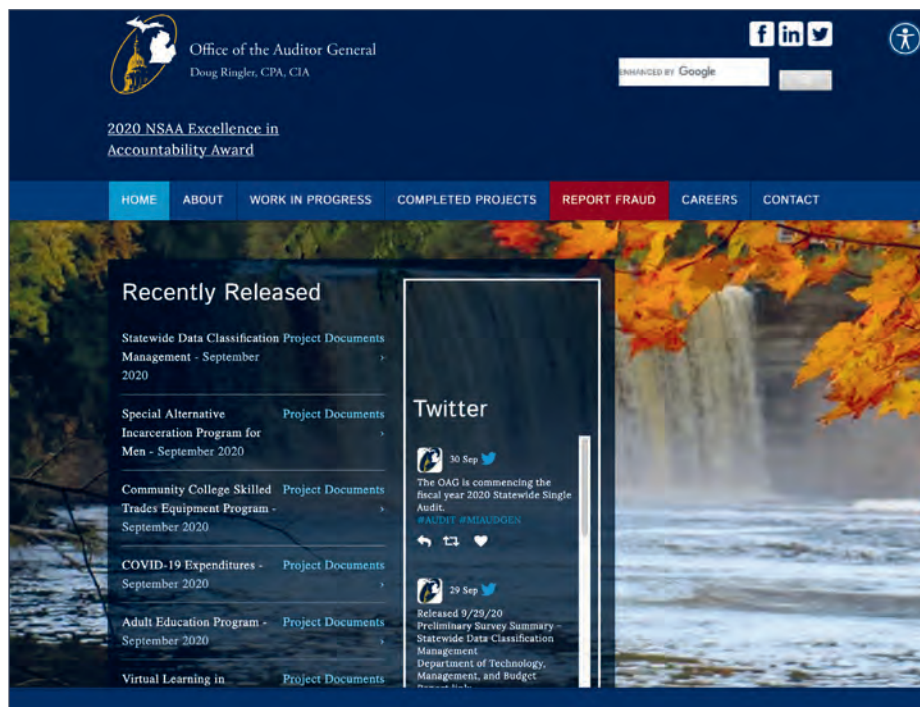 Office of the Auditor General
Doug Ringler, CPA, CIA
f in
ENHANCED BY Google
2020 NSAA Excellence in
Accountability Award
HOME ABOUT WORK IN PROGRESS COMPLETED PROJECTS REPORT FRAUD CAREERS CONTACT
Recently Released
Statewide Data Classification Project Documents
Management - September ›
2020
Special Alternative Project Documents
Incarceration Program for ›
Men - September 2020
Community College Skilled Project Documents
Trades Equipment Program - ›
September 2020
COVID-19 Expenditures - Project Documents
September 2020 ›
Adult Education Program - Project Documents
September 2020 ›
Virtual Learning in Project Documents
Twitter
30 Sep
The OAG is commencing the
fiscal year 2020 Statewide Single
Audit.
#AUDIT #MIAUDGEN
29 Sep
Released 9/29/20
Preliminary Survey Summary –
Statewide Data Classification
Management
Department of Technology,
Management, and Budget
Report link